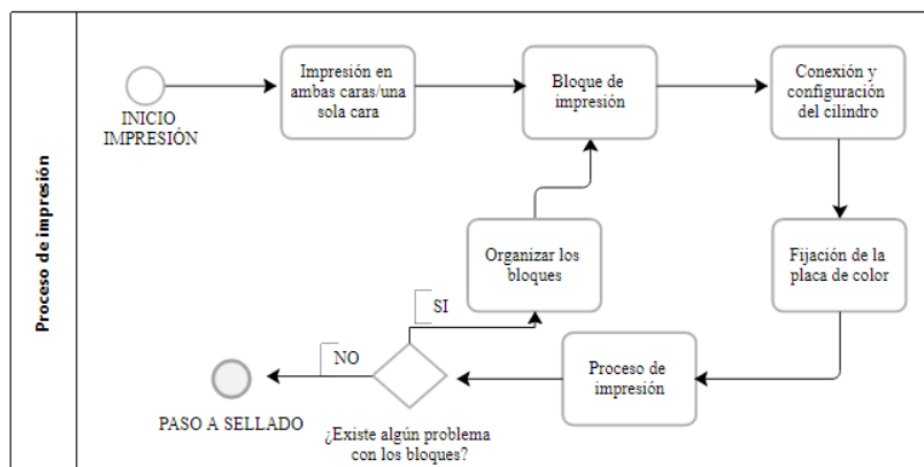 Proceso de impresión
INICIO
IMPRESIÓN
Impresión en
ambas caras/una
sola cara
Bloque de
impresión
Conexión y
configuración
del cilindro
Fijación de la
placa de color
Proceso de
impresión
¿Existe algún problema
con los bloques?
SI
Organizar los
bloques
NO
PASO A SELLADO